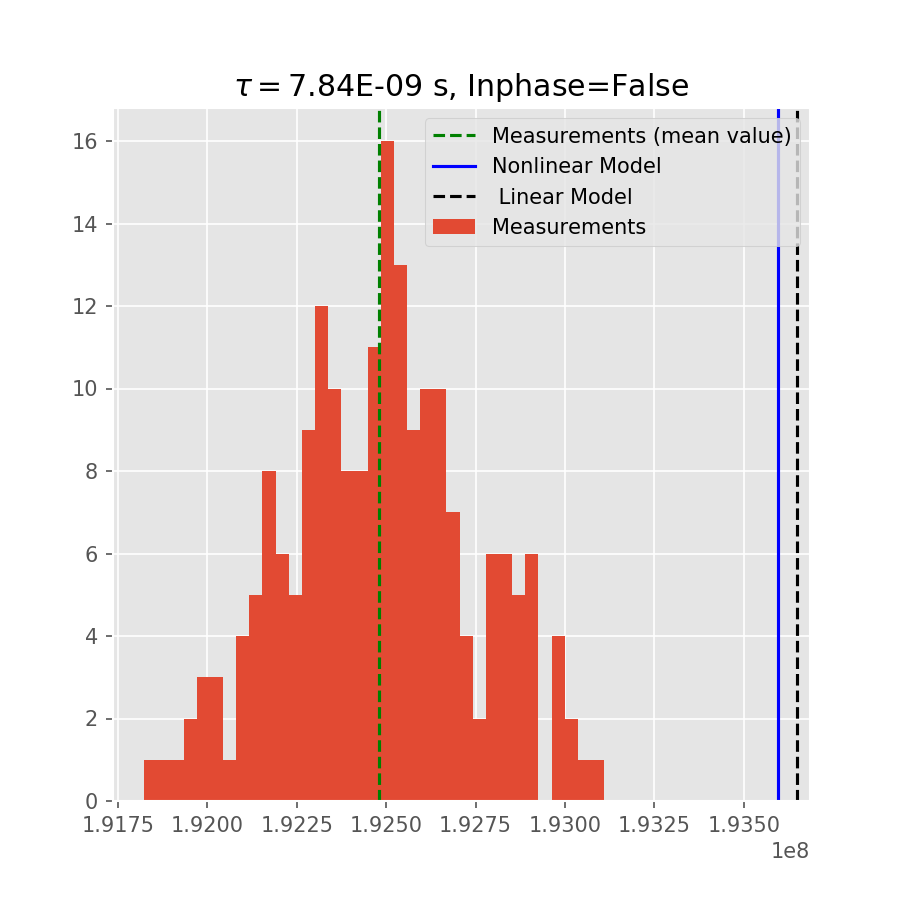 τ = 7.84E-09 s, Inphase=False
Measurements (mean value)
Nonlinear Model
Linear Model
Measurements
16
14
12
10
8
6
4
2
0
1.9175 1.9200 1.9225 1.9250 1.9275 1.9300 1.9325 1.9350
1e8